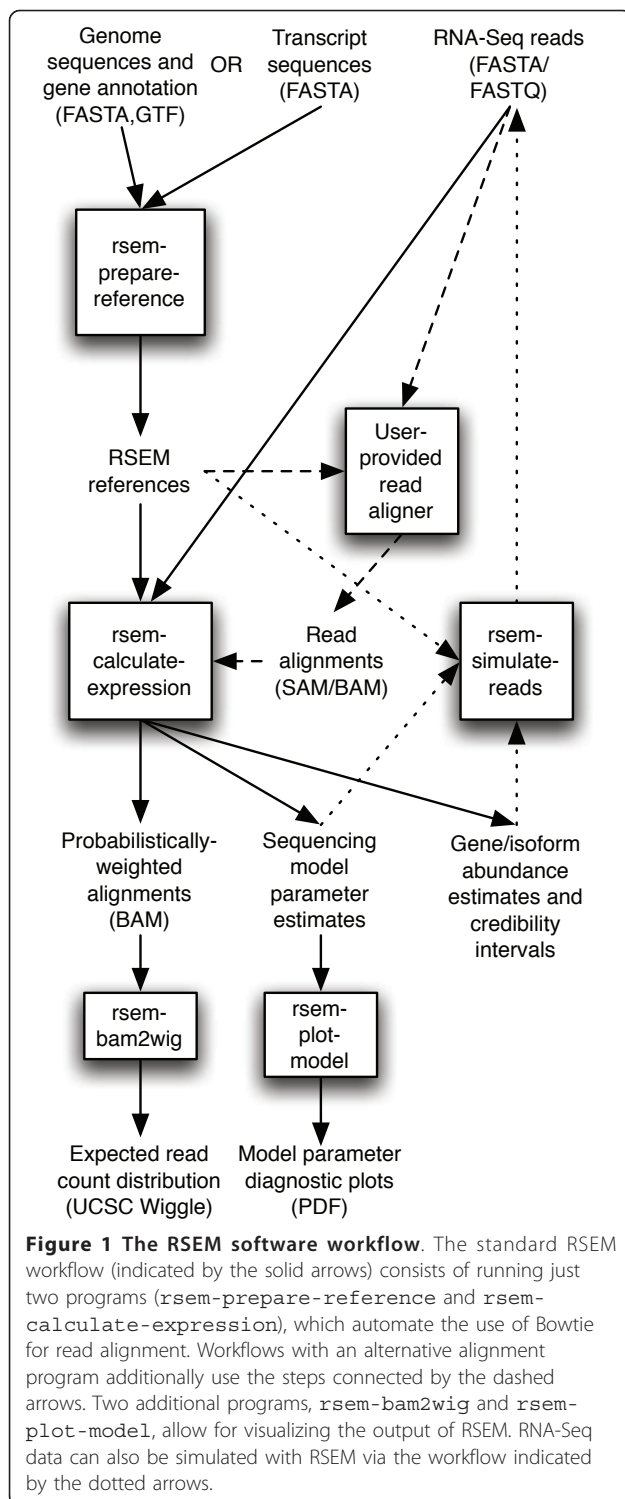 Genome
sequences and
gene annotation
(FASTA,GTF)
OR
Transcript
sequences
(FASTA)
RNA-Seq reads
(FASTA/
FASTQ)
rsem-
prepare-
reference
RSEM
references
User-
provided
read
aligner
rsem-
calculate-
expression
Read
alignments
(SAM/BAM)
rsem-
simulate-
reads
Probabilistically-
weighted
alignments
(BAM)
Sequencing
model
parameter
estimates
Gene/isoform
abundance
estimates and
credibility
intervals
rsem-
bam2wig
rsem-
plot-
model
Expected read
count distribution
(UCSC Wiggle)
Model parameter
diagnostic plots
(PDF)
Figure 1 The RSEM software workflow. The standard RSEM
workflow (indicated by the solid arrows) consists of running just
two programs (rsem-prepare-reference and rsem-
calculate-expression), which automate the use of Bowtie
for read alignment. Workflows with an alternative alignment
program additionally use the steps connected by the dashed
arrows. Two additional programs, rsem-bam2wig and rsem-
plot-model, allow for visualizing the output of RSEM. RNA-Seq
data can also be simulated with RSEM via the workflow indicated
by the dotted arrows.